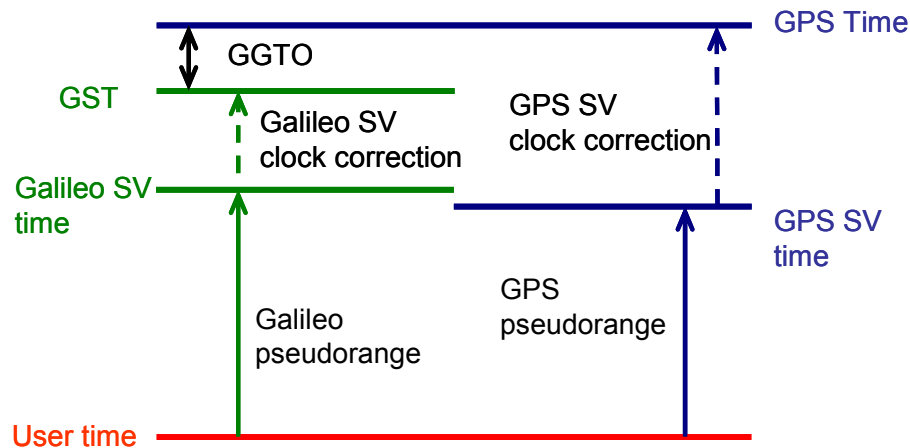 GPS Time
GGTO
GST
Galileo SV
clock correction
GPS SV
clock correction
Galileo SV
time
GPS SV
time
Galileo
pseudorange
GPS
pseudorange
User time